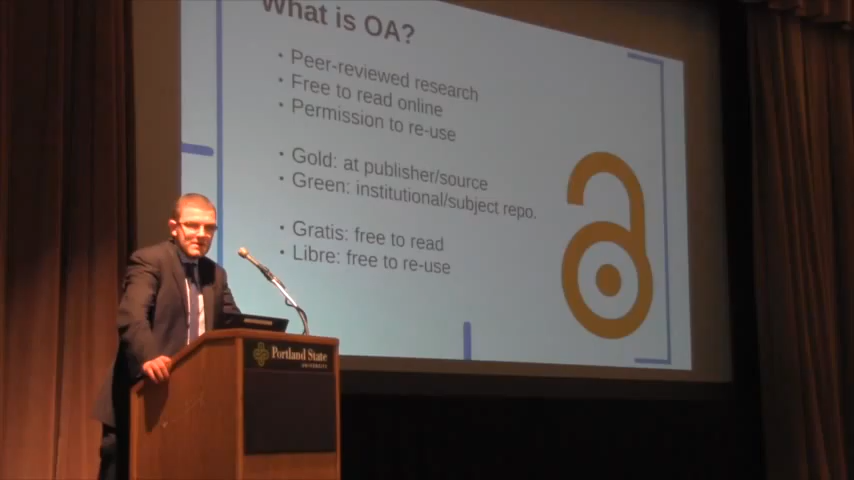 What is OA?
• Peer-reviewed research
• Free to read online
• Permission to re-use
• Gold: at publisher/source
• Green: institutional/subject repo.
• Gratis: free to read
• Libre: free to re-use
Portland State
UNIVERSITY